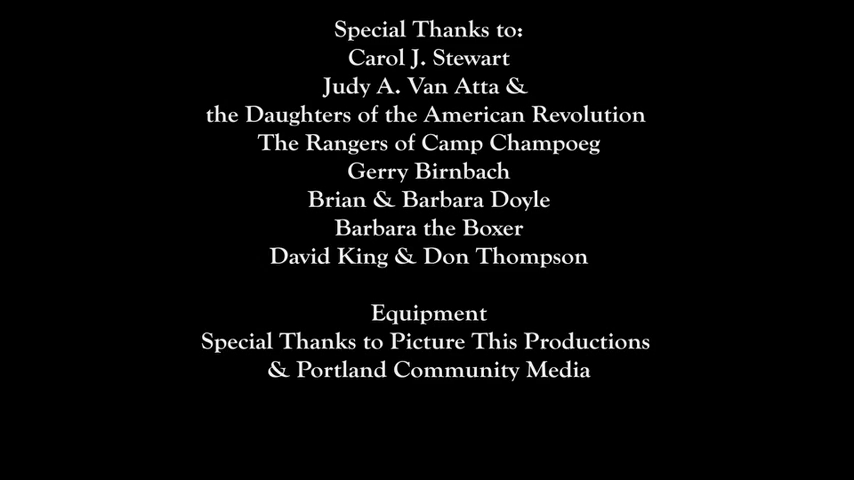 Special Thanks to:
Carol J. Stewart
Judy A. Van Atta &
the Daughters of the American Revolution
The Rangers of Camp Champoeg
Gerry Birnbach
Brian & Barbara Doyle
Barbara the Boxer
David King & Don Thompson
Equipment
Special Thanks to Picture This Productions
& Portland Community Media